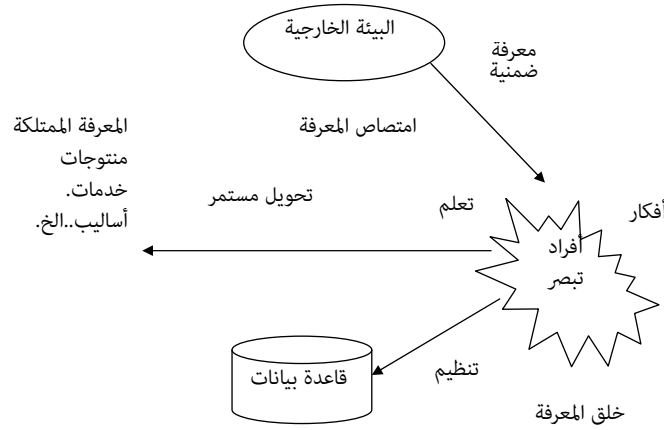 البيئة الخارجية
معرفة
ضمنية
امتصاص المعرفة
المعرفة الممتلكة
منتوجات
خدمات.
أساليب..الخ.
تحويل مستمر
تعلم
أفكار
أفراد
تبصر
تنظيم
قاعدة بيانات
خلق المعرفة